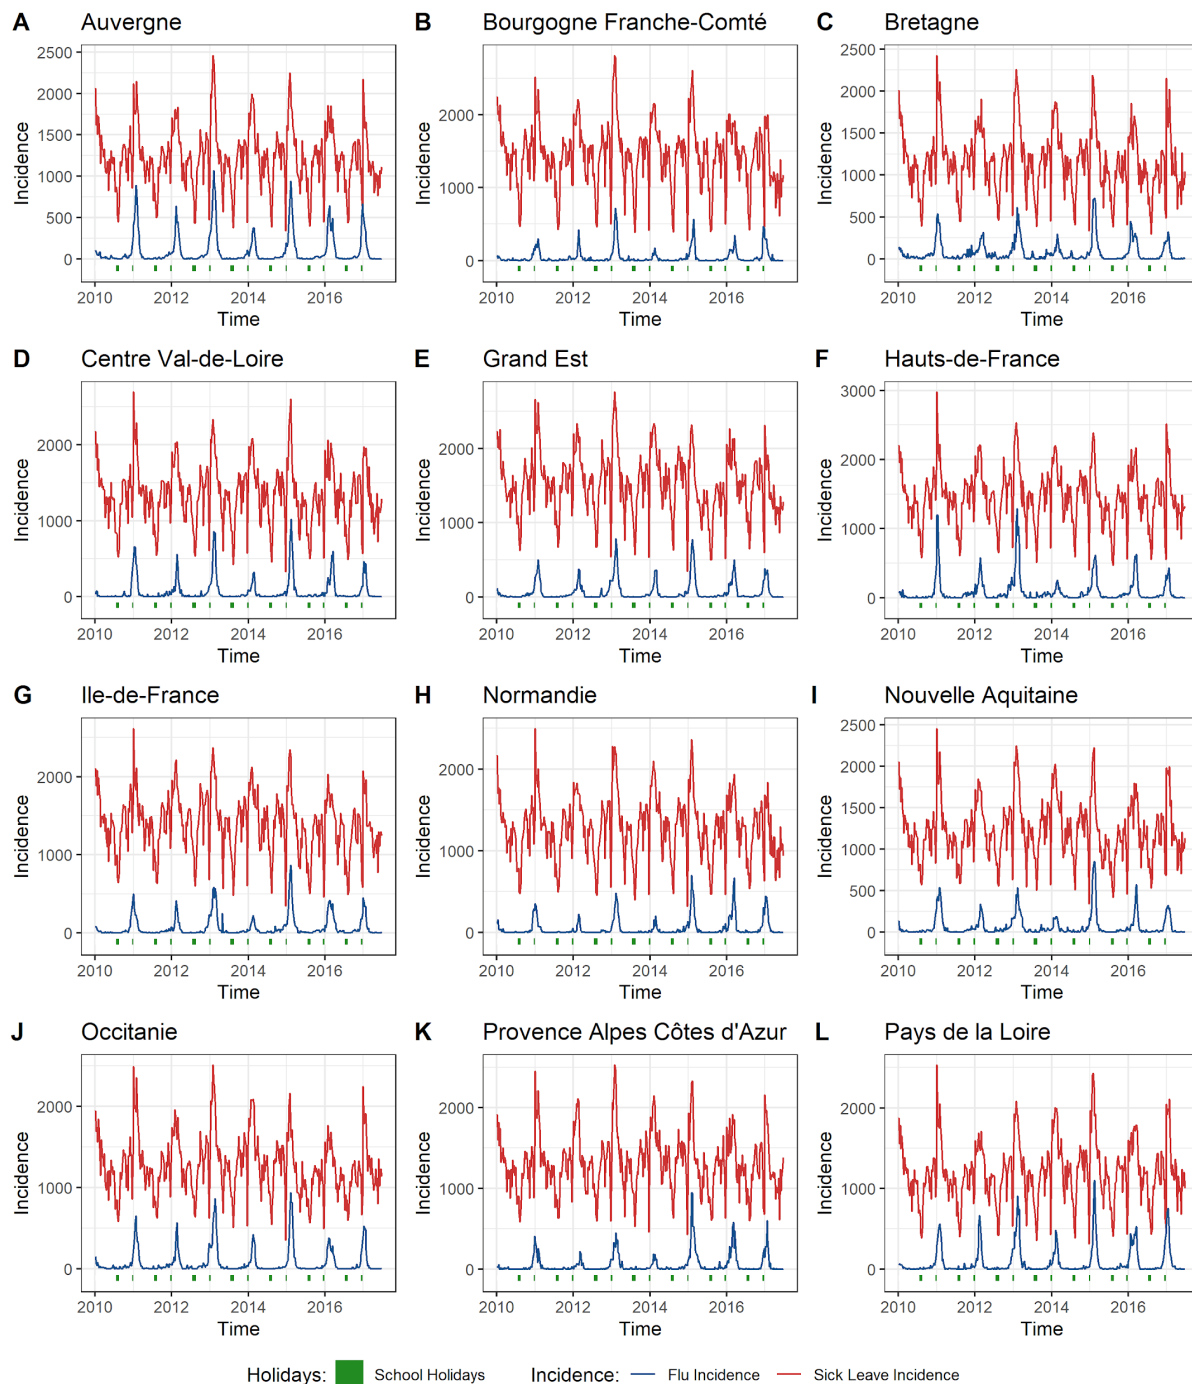 A Auvergne
B Bourgogne Franche-Comté
C Bretagne
Incidence
2500
2000
1500
1000
500
0
2010 2012 2014 2016
Time
Incidence
2000
1000
0
2010 2012 2014 2016
Time
Incidence
2500
2000
1500
1000
500
0
2010 2012 2014 2016
Time
D Centre Val-de-Loire
E Grand Est
F Hauts-de-France
Incidence
2000
1000
0
2010 2012 2014 2016
Time
Incidence
2000
1000
0
2010 2012 2014 2016
Time
Incidence
3000
2000
1000
0
2010 2012 2014 2016
Time
G Ile-de-France
H Normandie
I Nouvelle Aquitaine
Incidence
2000
1000
0
2010 2012 2014 2016
Time
Incidence
2000
1000
0
2010 2012 2014 2016
Time
Incidence
2500
2000
1500
1000
500
0
2010 2012 2014 2016
Time
J Occitanie
K Provence Alpes Côtes d'Azur
L Pays de la Loire
Incidence
2000
1000
0
2010 2012 2014 2016
Time
Incidence
2000
1000
0
2010 2012 2014 2016
Time
Incidence
2000
1000
0
2010 2012 2014 2016
Time
Holidays: School Holidays Incidence: Flu Incidence Sick Leave Incidence